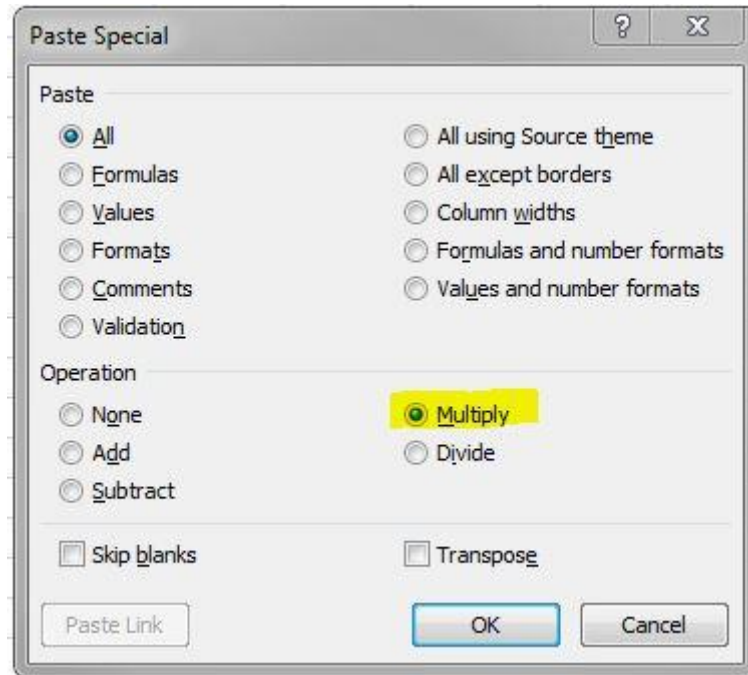 Paste Special
Paste
All
All using Source theme
Formulas
All except borders
Values
Column widths
Formats
Formulas and number formats
Comments
Values and number formats
Validation
Operation
None
Multiply
Add
Divide
Subtract
Skip blanks
Transpose
Paste Link
OK
Cancel